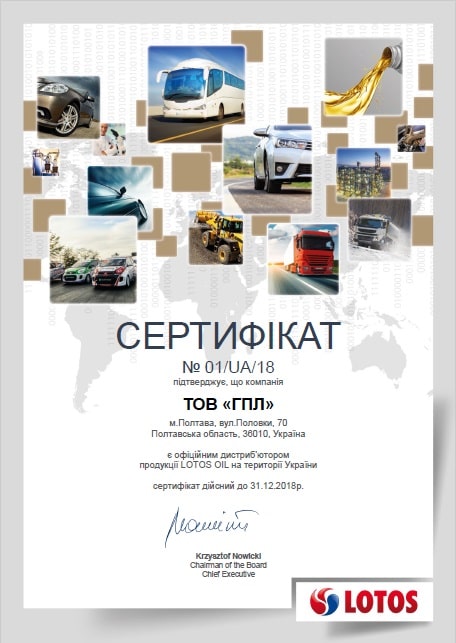 СЕРТИФІКАТ
№ 01/UA/18
підтверджує, що компанія
ТОВ «ГПЛ»
м.Полтава, вул.Половки, 70
Полтавська область, 36010, Україна
є офіційним дистриб'ютором
продукції LOTOS OIL на території України
сертифікат дійсний до 31.12.2018р.
Krzysztof Nowicki
Chairman of the Board
Chief Executive
LOTOS